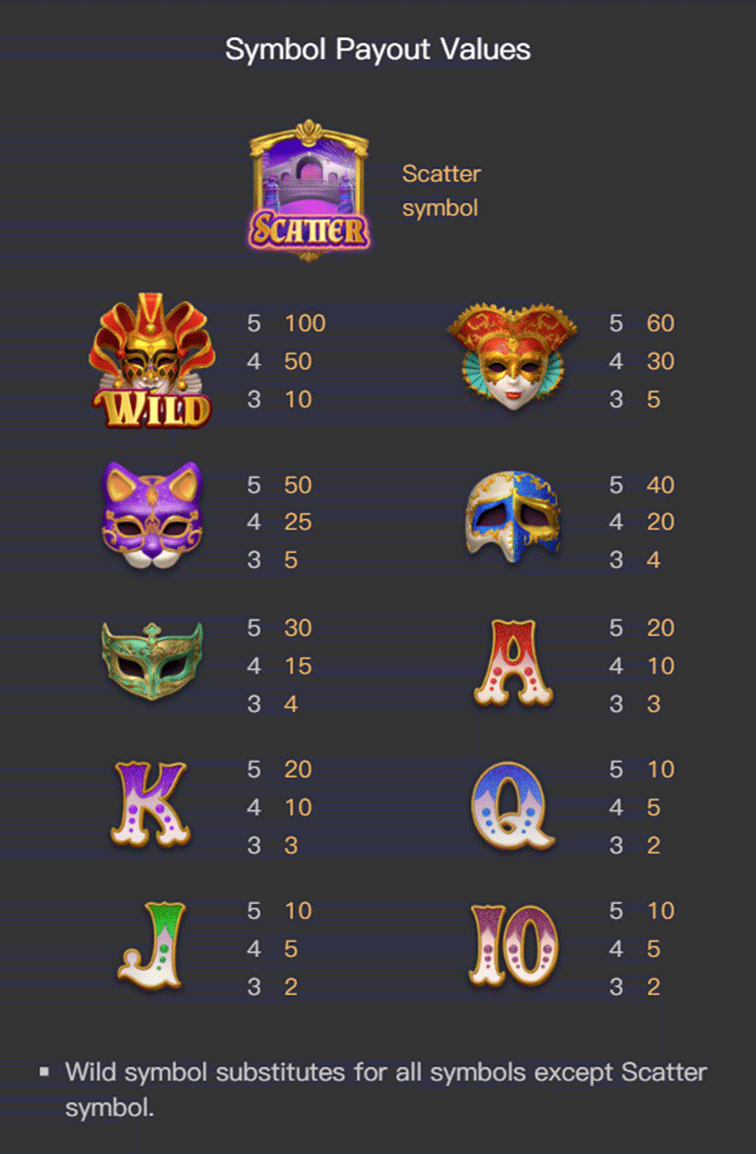 Symbol Payout Values
SCATTER
Scatter
symbol
WILD
5 100
4 50
3 10
5 60
4 30
3 5
5 50
4 25
3 5
5 40
4 20
3 4
5 30
4 15
3 4
A
5 20
4 10
3 3
K
5 20
4 10
3 3
Q
5 10
4 5
3 2
J
5 10
4 5
3 2
10
5 10
4 5
3 2
▪ Wild symbol substitutes for all symbols except Scatter
symbol.